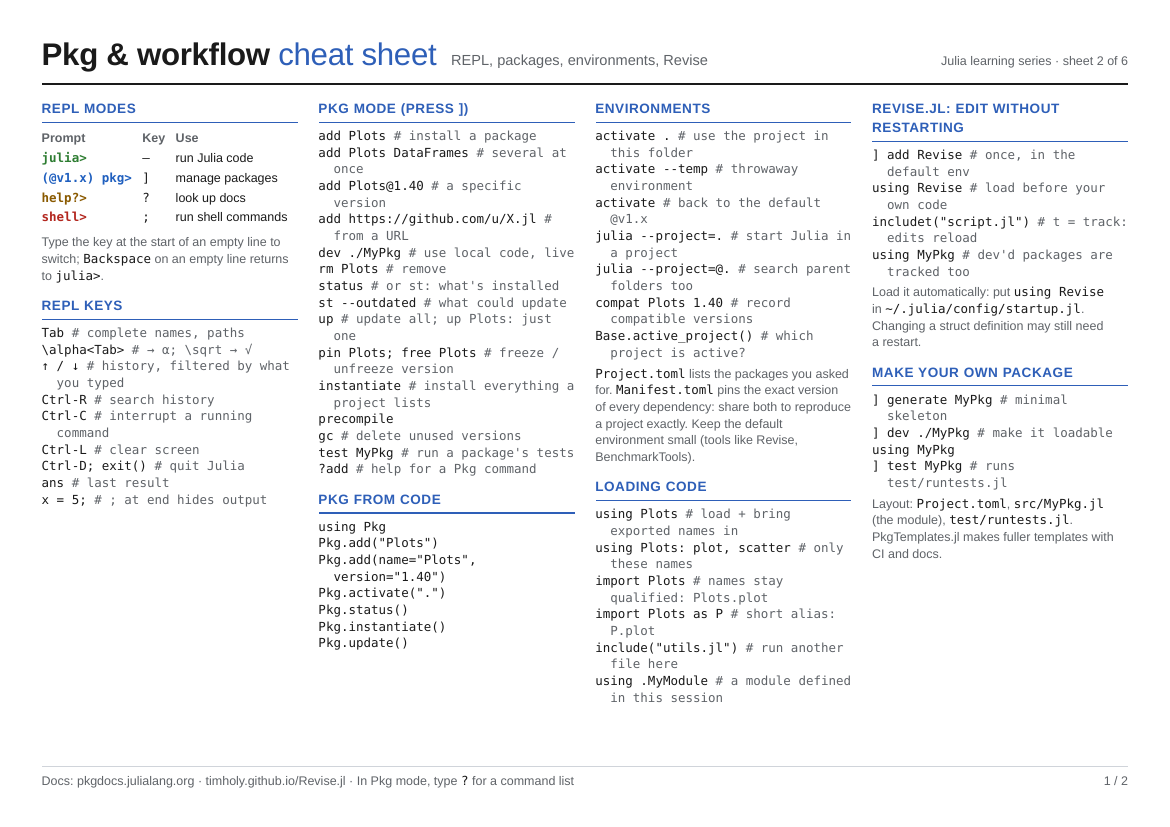 Pkg & workflow cheat sheet REPL, packages, environments, Revise
Julia learning series · sheet 2 of 6
REPL MODES
Prompt Key Use
julia> — run Julia code
(@v1.x) pkg> ] manage packages
help?> ? look up docs
shell> ; run shell commands
Type the key at the start of an empty line to
switch; Backspace on an empty line returns
to julia>.
REPL KEYS
Tab # complete names, paths
\alpha<Tab> # → α; \sqrt → √
↑ / ↓ # history, filtered by what
you typed
Ctrl-R # search history
Ctrl-C # interrupt a running
command
Ctrl-L # clear screen
Ctrl-D; exit() # quit Julia
ans # last result
x = 5; # ; at end hides output
PKG MODE (PRESS ])
add Plots # install a package
add Plots DataFrames # several at
once
add Plots@1.40 # a specific
version
add https://github.com/u/X.jl #
from a URL
dev ./MyPkg # use local code, live
rm Plots # remove
status # or st: what's installed
st --outdated # what could update
up # update all; up Plots: just
one
pin Plots; free Plots # freeze /
unfreeze version
instantiate # install everything a
project lists
precompile
gc # delete unused versions
test MyPkg # run a package's tests
?add # help for a Pkg command
PKG FROM CODE
using Pkg
Pkg.add("Plots")
Pkg.add(name="Plots",
version="1.40")
Pkg.activate(".")
Pkg.status()
Pkg.instantiate()
Pkg.update()
ENVIRONMENTS
activate . # use the project in
this folder
activate --temp # throwaway
environment
activate # back to the default
@v1.x
julia --project=. # start Julia in
a project
julia --project=@. # search parent
folders too
compat Plots 1.40 # record
compatible versions
Base.active_project() # which
project is active?
Project.toml lists the packages you asked
for. Manifest.toml pins the exact version
of every dependency: share both to reproduce
a project exactly. Keep the default
environment small (tools like Revise,
BenchmarkTools).
LOADING CODE
using Plots # load + bring
exported names in
using Plots: plot, scatter # only
these names
import Plots # names stay
qualified: Plots.plot
import Plots as P # short alias:
P.plot
include("utils.jl") # run another
file here
using .MyModule # a module defined
in this session
REVISE.JL: EDIT WITHOUT
RESTARTING
] add Revise # once, in the
default env
using Revise # load before your
own code
includet("script.jl") # t = track:
edits reload
using MyPkg # dev'd packages are
tracked too
Load it automatically: put using Revise
in ~/.julia/config/startup.jl.
Changing a struct definition may still need
a restart.
MAKE YOUR OWN PACKAGE
] generate MyPkg # minimal
skeleton
] dev ./MyPkg # make it loadable
using MyPkg
] test MyPkg # runs
test/runtests.jl
Layout: Project.toml, src/MyPkg.jl
(the module), test/runtests.jl.
PkgTemplates.jl makes fuller templates with
CI and docs.
Docs: pkgdocs.julialang.org · timholy.github.io/Revise.jl · In Pkg mode, type ? for a command list
1 / 2